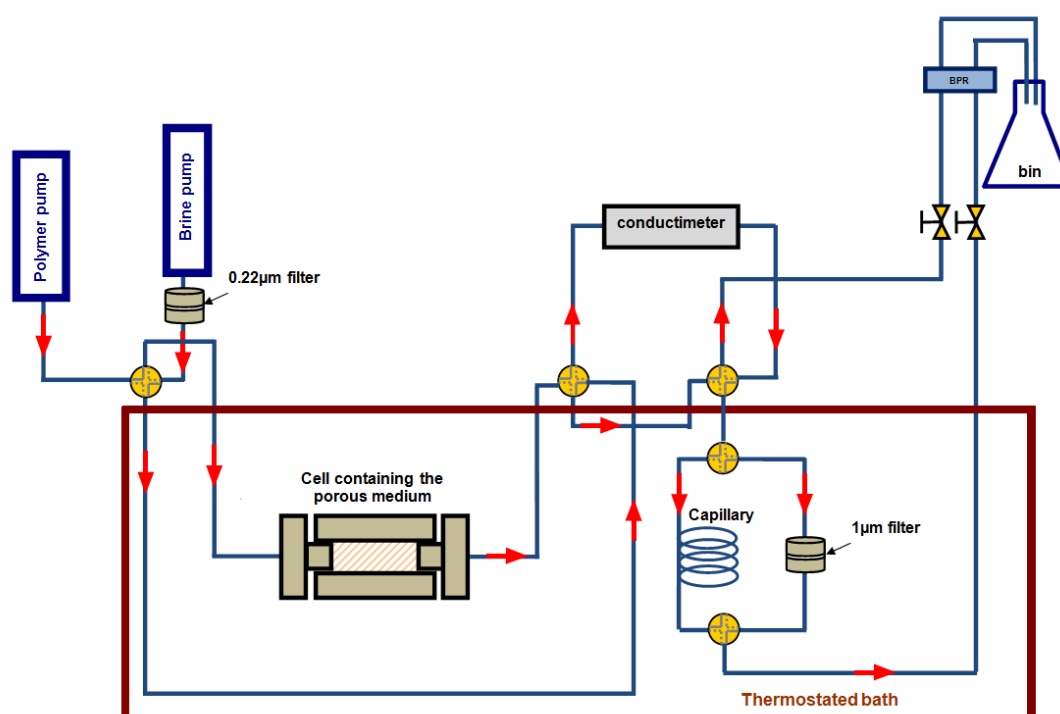 BPR
bin
Polymer pump
Brine pump
conductimeter
0.22µm filter
Cell containing the
porous medium
Capillary
1µm filter
Thermostated bath